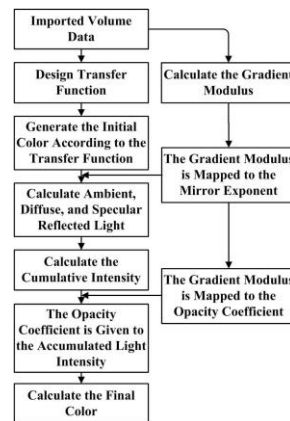 Imported Volume
Data
Design Transfer
Function
Calculate the Gradient
Modulus
Generate the Initial
Color According to the
Transfer Function
The Gradient Modulus
is Mapped to the
Mirror Exponent
Calculate Ambient,
Diffuse, and Specular
Reflected Light
Calculate the
Cumulative Intensity
The Gradient Modulus
is Mapped to the
Opacity Coefficient
The Opacity
Coefficient is Given to
the Accumulated Light
Intensity
Calculate the Final
Color